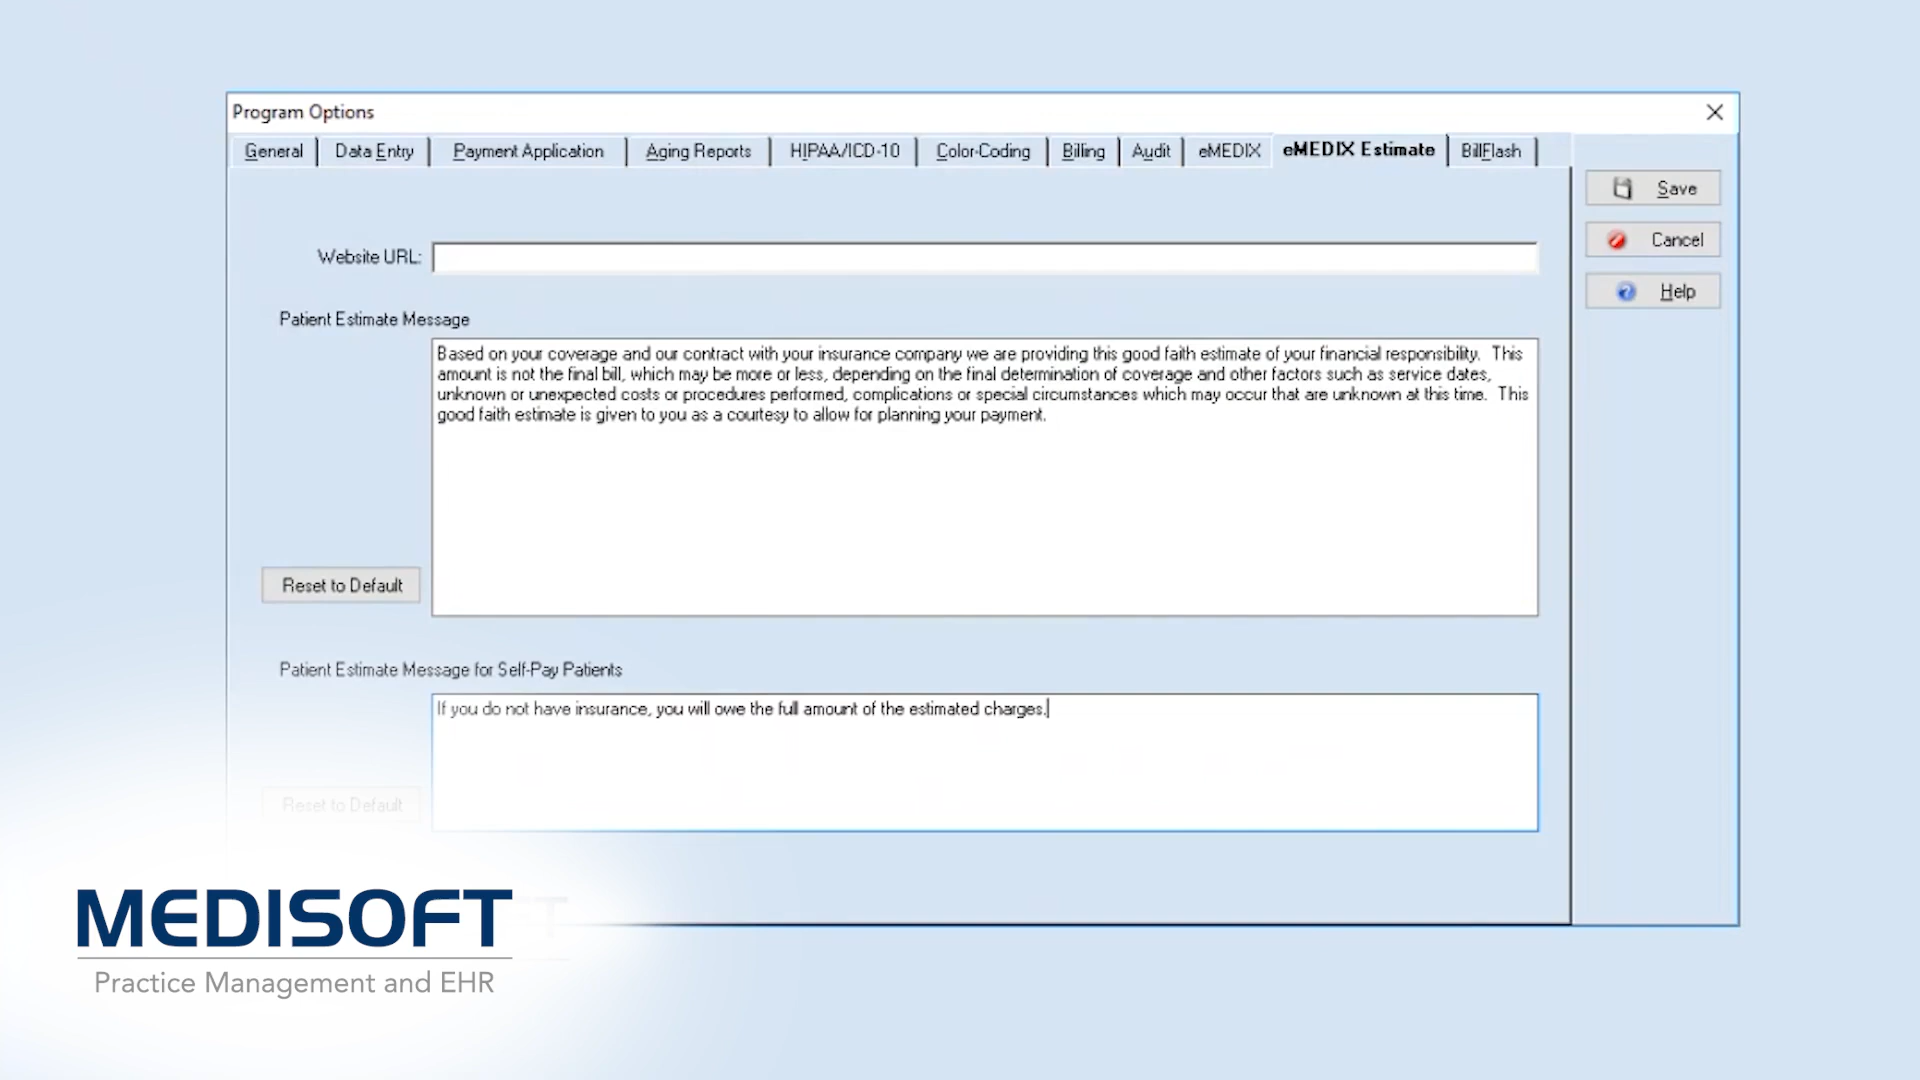 Program Options
General Data Entry Payment Application Aging Reports HIPAA/ICD-10 Color-Coding Billing Audit eMEDIX eMEDIX Estimate BillFlash
Save
Cancel
Help
Website URL:
Patient Estimate Message
Based on your coverage and our contract with your insurance company we are providing this good faith estimate of your financial responsibility.  This
amount is not the final bill, which may be more or less, depending on the final determination of coverage and other factors such as service dates,
unknown or unexpected costs or procedures performed, complications or special circumstances which may occur that are unknown at this time.  This
good faith estimate is given to you as a courtesy to allow for planning your payment.
Reset to Default
Patient Estimate Message for Self-Pay Patients
If you do not have insurance, you will owe the full amount of the estimated charges.
Reset to Default
MEDISOFT
Practice Management and EHR